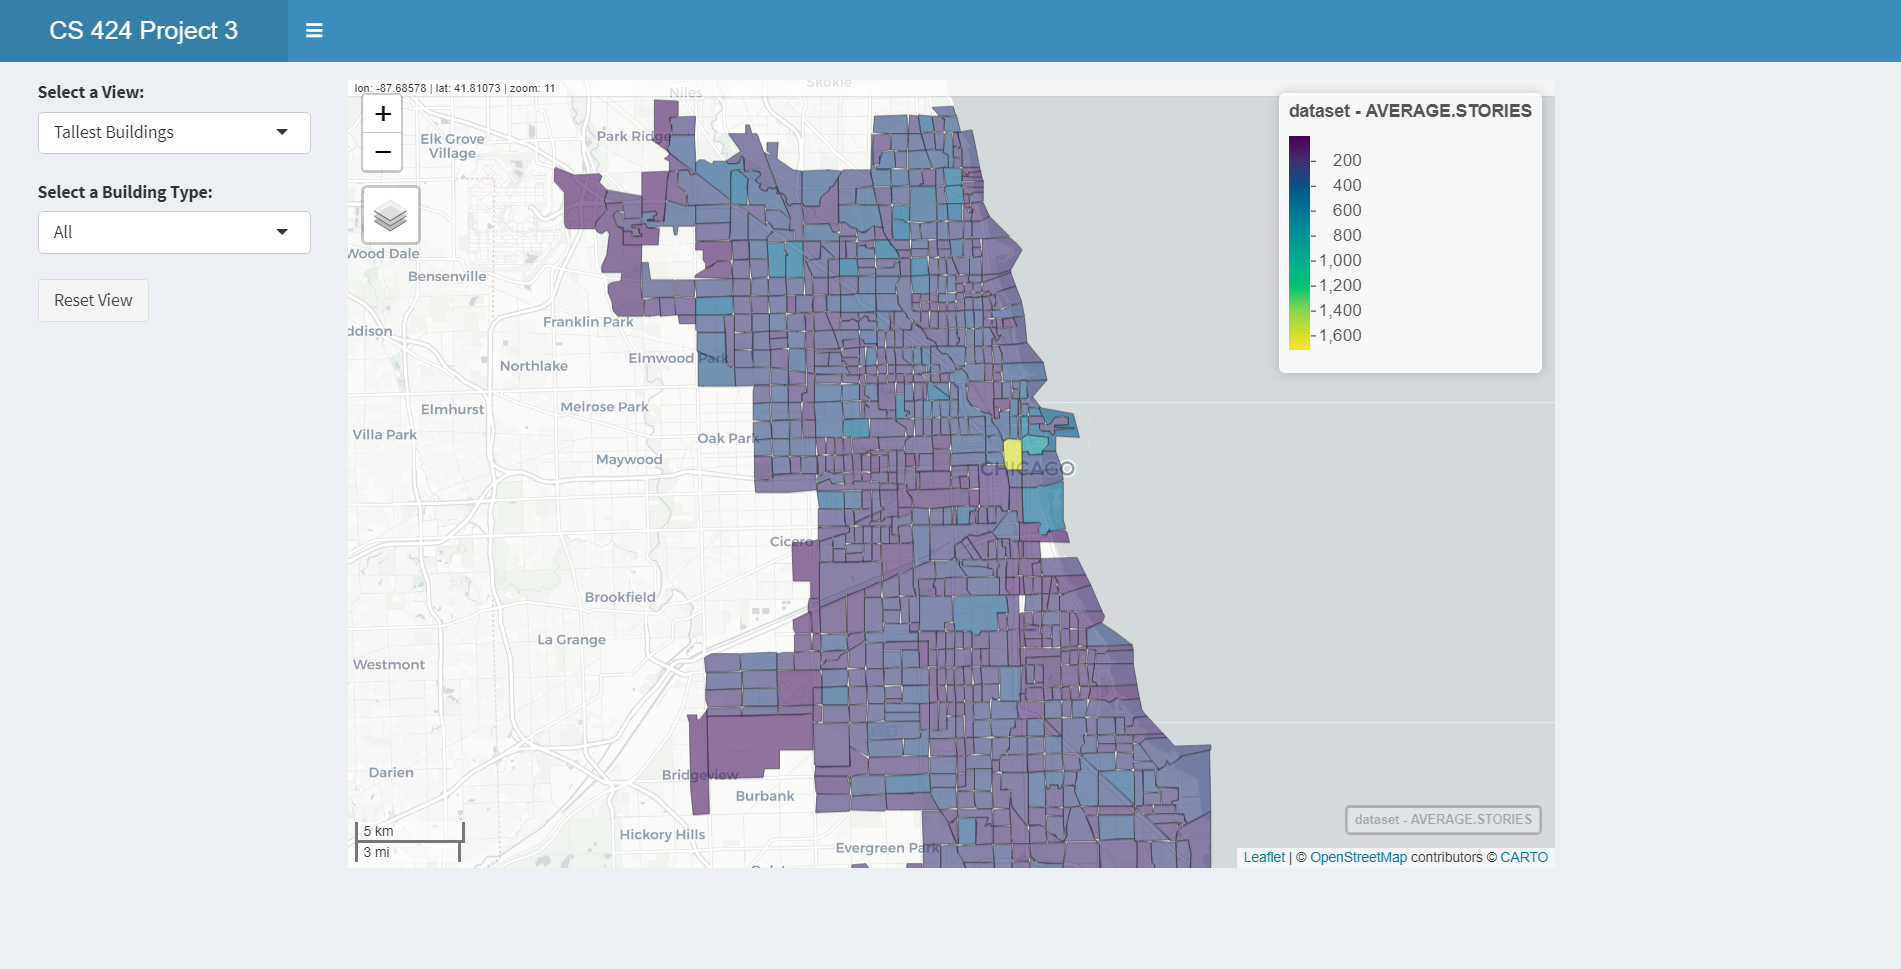 CS 424 Project 3
Select a View:
Tallest Buildings
Select a Building Type:
All
Reset View
lon: -87.68578 | lat: 41.81073 | zoom: 11
+
−
Skokie
Niles
Park Ridge
Elk Grove
Village
Wood Dale
Bensenville
Franklin Park
ddison
Elmwood Park
Northlake
Melrose Park
Elmhurst
Villa Park
Oak Park
Maywood
CHICAGO
Cicero
Brookfield
La Grange
Westmont
Darien
Bridgeview
Burbank
Hickory Hills
Evergreen Park
5 km
3 mi
dataset - AVERAGE.STORIES
200
400
600
800
1,000
1,200
1,400
1,600
dataset - AVERAGE.STORIES
Leaflet | © OpenStreetMap contributors © CARTO